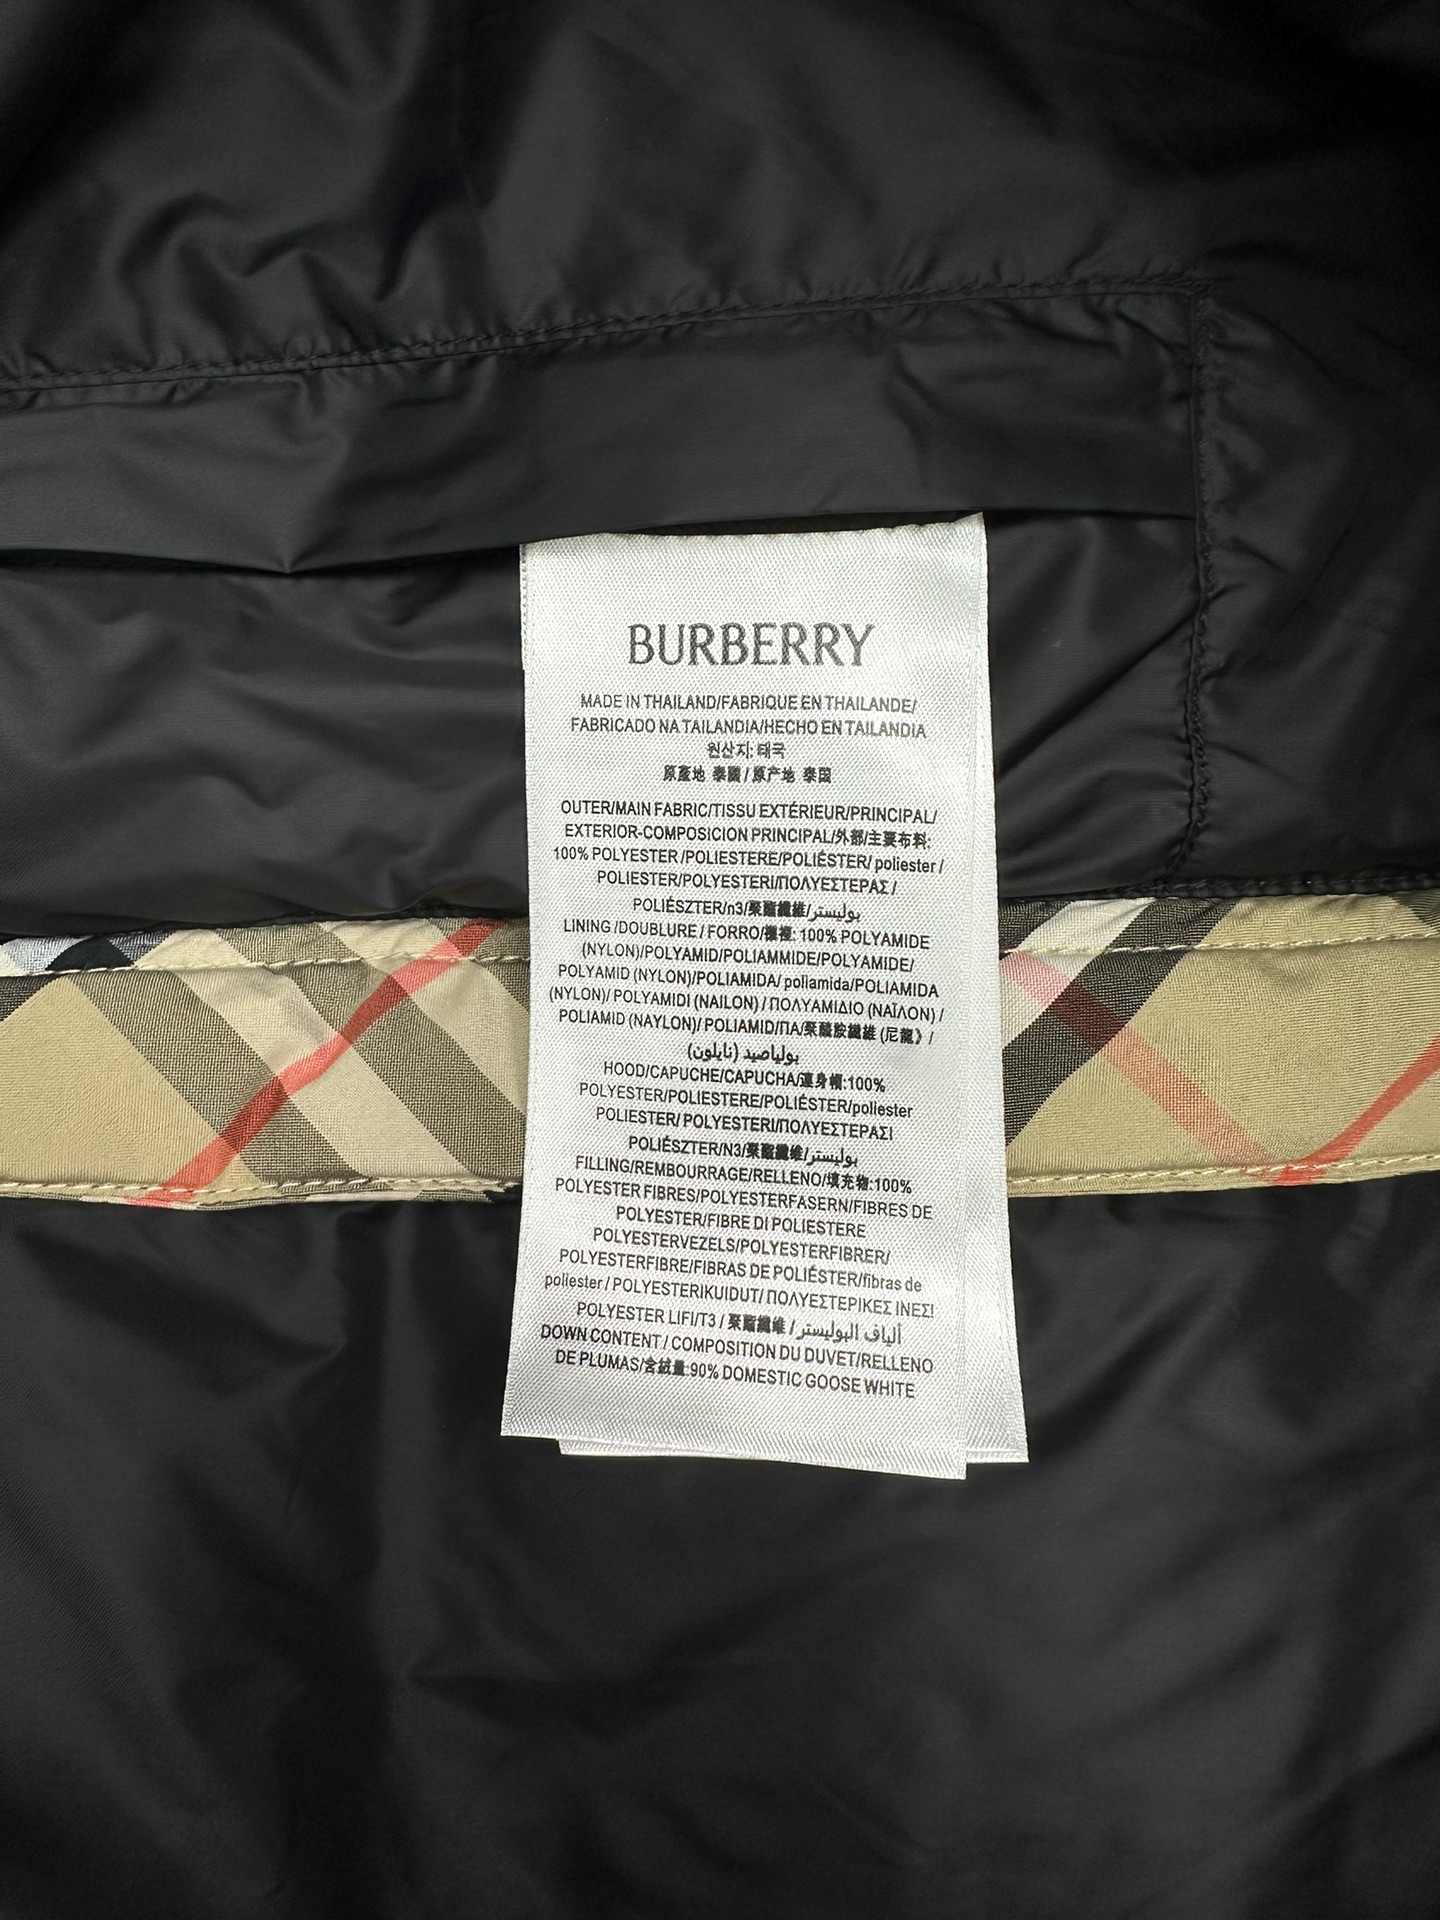 BURBERRY
MADE IN THAILAND/FABRIQUE EN THAILANDE/
FABRICADO NA TAILANDIA/HECHO EN TAILANDIA
원산지: 태국
原產地 泰國 / 原产地 泰国
OUTER/MAIN FABRIC/TISSU EXTÉRIEUR/PRINCIPAL/
EXTERIOR-COMPOSICION PRINCIPAL/外部/主要布料:
100% POLYESTER /POLIESTERE/POLIÉSTER/ poliester /
POLIESTER/POLYESTERI/ΠΟΛΥΕΣΤΕΡΑΣ /
POLIÉSZTER/n3/聚酯纖維/بوليستر
LINING /DOUBLURE / FORRO/裡: 100% POLYAMIDE
(NYLON)/POLYAMID/POLIAMMIDE/POLYAMIDE/
POLYAMID (NYLON)/POLIAMIDA/ poliamida/POLIAMIDA
(NYLON)/ POLYAMIDI (NAILON) / ΠΟΛΥΑΜΙΔΙΟ (ΝΑΪΛΟΝ) /
POLIAMID (NAYLON)/ POLIAMID/ПА/聚醯胺纖維 (尼龍》/
بولياصيد (نايلون)
HOOD/CAPUCHE/CAPUCHA/連身帽:100%
POLYESTER/POLIESTERE/POLIÉSTER/poliester
POLIESTER/ POLYESTERI/ΠΟΛΥΕΣΤΕΡΑΣΙ
POLIÉSZTER/N3/聚酯纖維/بوليستر
FILLING/REMBOURRAGE/RELLENO/填充物:100%
POLYESTER FIBRES/POLYESTERFASERN/FIBRES DE
POLYESTER/FIBRE DI POLIESTERE
POLYESTERVEZELS/POLYESTERFIBRER/
POLYESTERFIBRE/FIBRAS DE POLIÉSTER/fibras de
poliester / POLYESTERIKUIDUT/ ΠΟΛΥΕΣΤΕΡΙΚΕΣ ΙΝΕΣ!
POLYESTER LIFI/T3 / 聚酯纖維 / ألياف البوليستر
DOWN CONTENT / COMPOSITION DU DUVET/RELLENO
DE PLUMAS/含絨量:90% DOMESTIC GOOSE WHITE